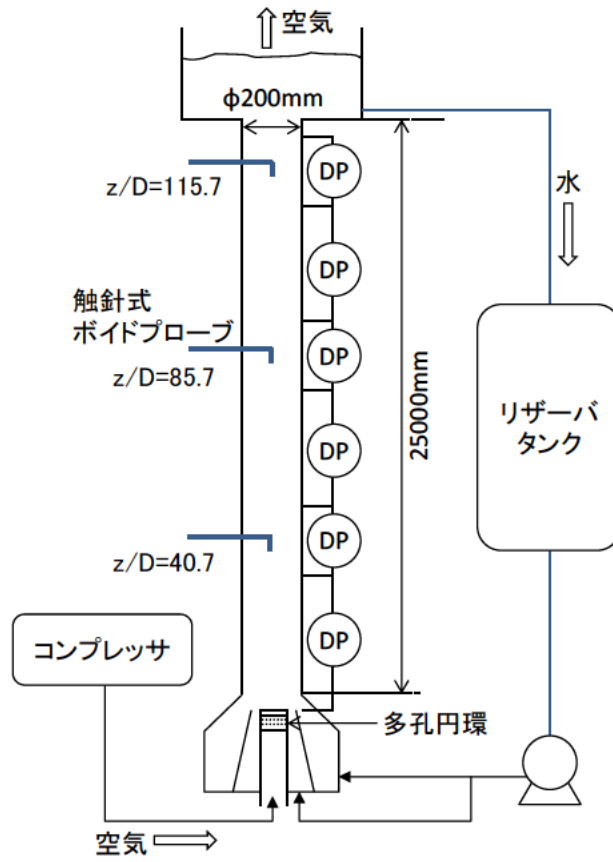 空気
φ200mm
DP
z/D=115.7
水
DP
触針式
ボイドプローブ
DP
z/D=85.7
25000mm
リザーバ
タンク
DP
DP
z/D=40.7
コンプレッサ
DP
多孔円環
空気